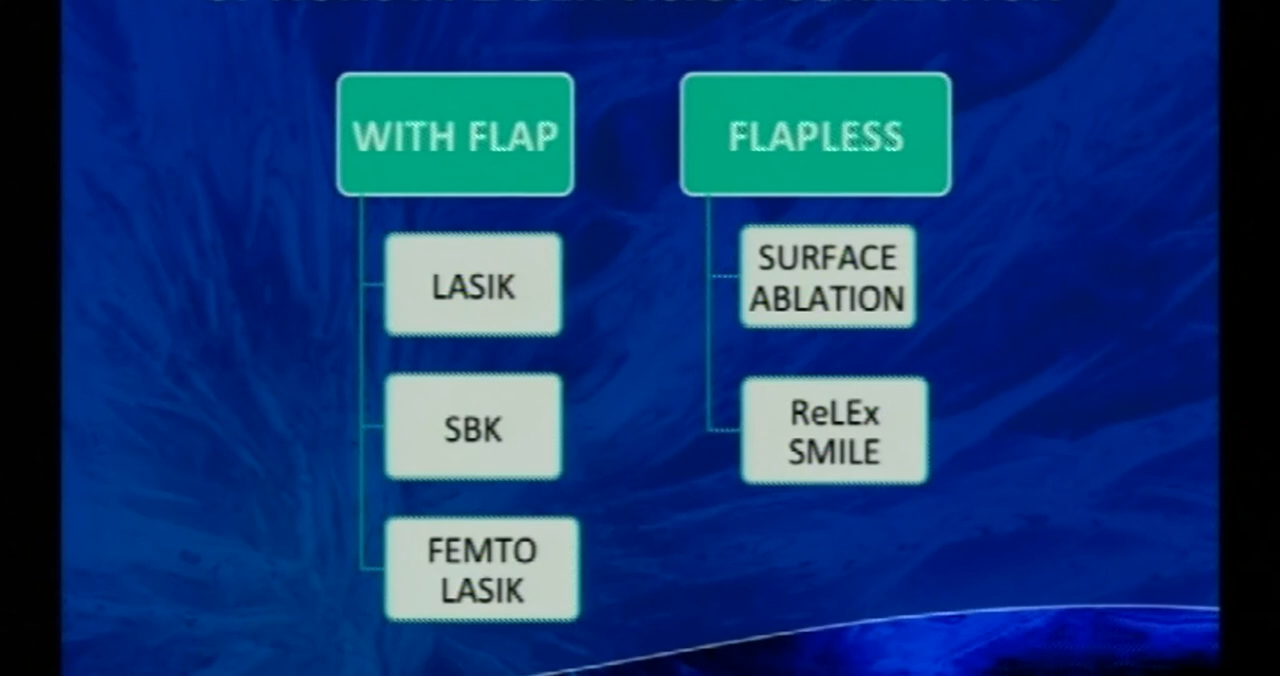 WITH FLAP
LASIK
SBK
FEMTO
LASIK
FLAPLESS
SURFACE
ABLATION
ReLEx
SMILE